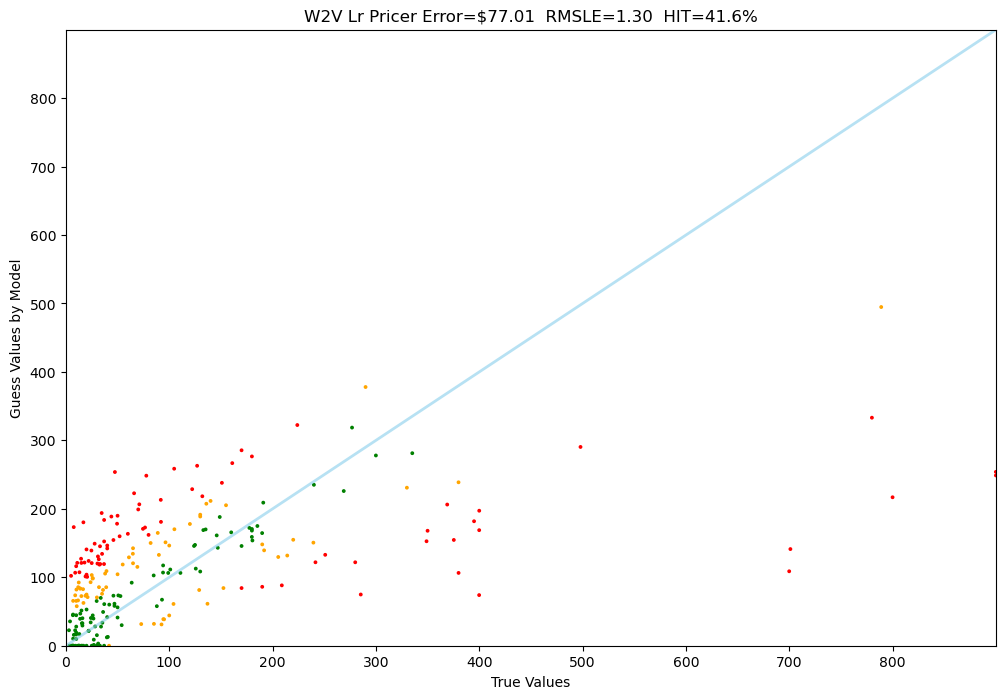 W2V Lr Pricer Error=$77.01 RMSLE=1.30 HIT=41.6%
Guess Values by Model
800
700
600
500
400
300
200
100
0
0 100 200 300 400 500 600 700 800
True Values